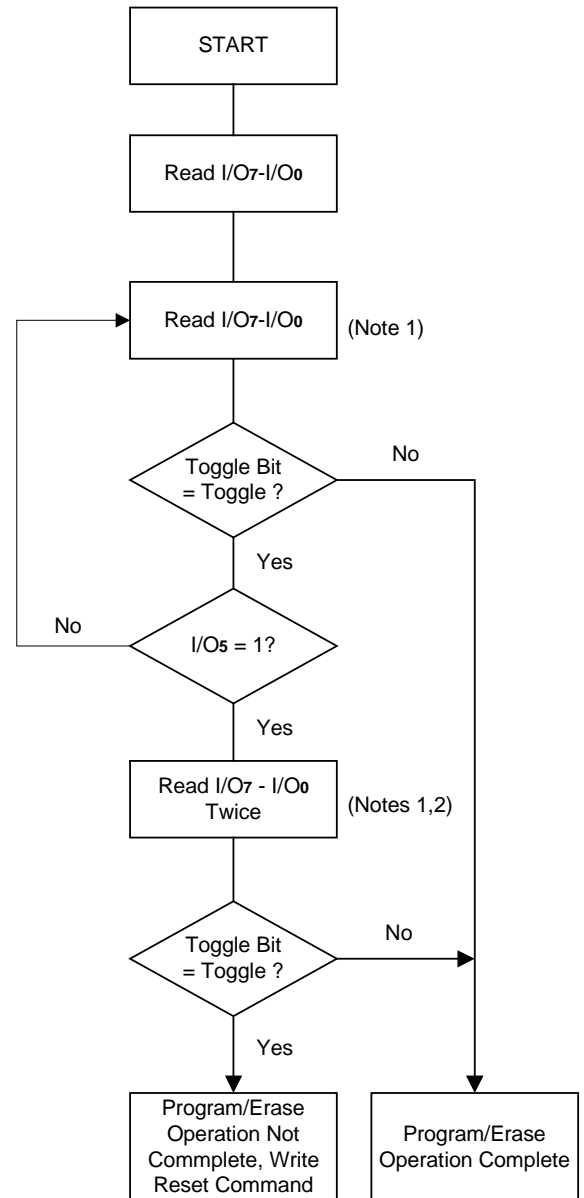 START
Read I/O7-I/O0
Read I/O7-I/O0
(Note 1)
Toggle Bit
= Toggle ?
No
Yes
I/O5 = 1?
No
Yes
Read I/O7 - I/O0
Twice
(Notes 1,2)
Toggle Bit
= Toggle ?
No
Yes
Program/Erase
Operation Not
Commplete, Write
Reset Command
Program/Erase
Operation Complete